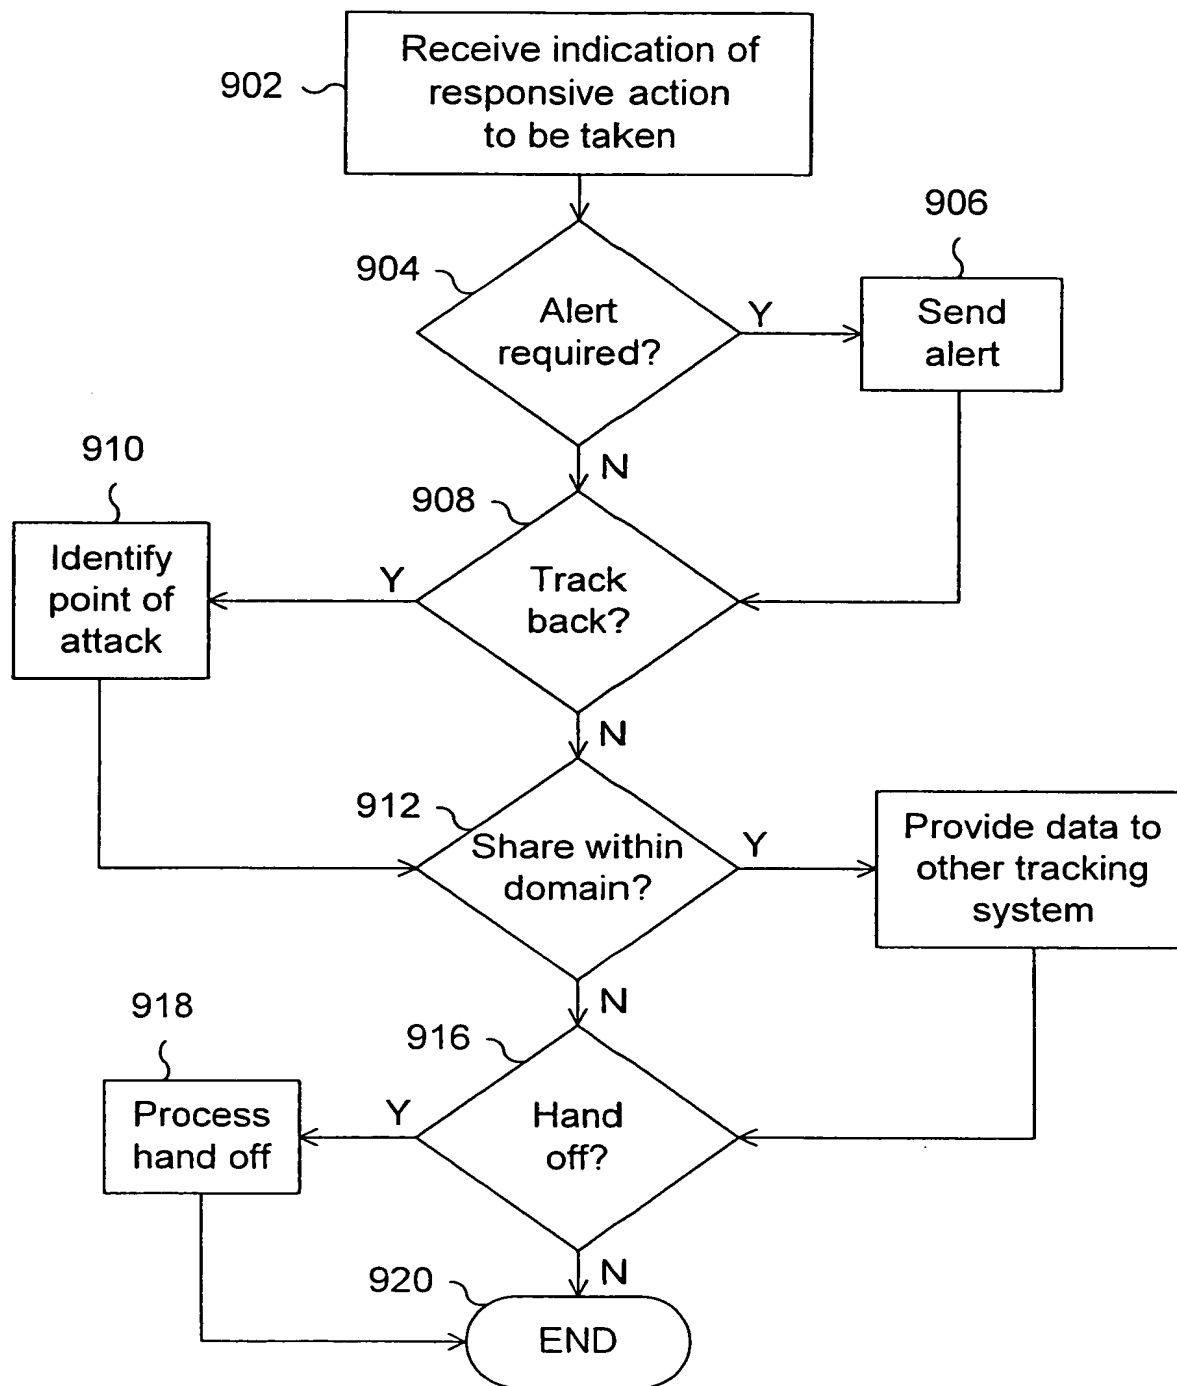 902
Receive indication of
responsive action
to be taken
904
Alert
required?
Y
906
Send
alert
N
910
Identify
point of
attack
908
Y
Track
back?
N
912
Share within
domain?
Y
Provide data to
other tracking
system
N
918
Process
hand off
916
Y
Hand
off?
N
920
END